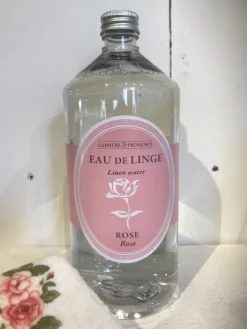 LUMIÈRE DE PROVENCE
EAU DE LINGE
Linen water
ROSE
Rose